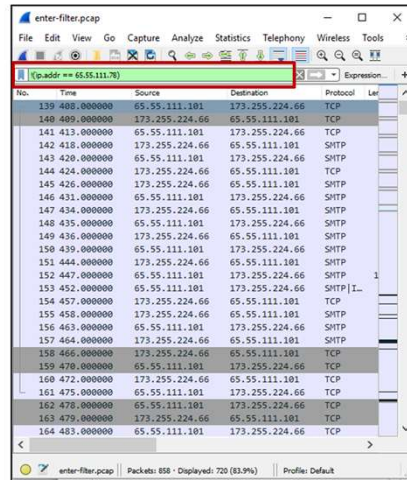 enter-filter.pcap
File Edit View Go Capture Analyze Statistics Telephony Wireless Tools
!(ip.addr == 65.55.111.78) Expression... +
No. Time Source Destination Protocol Ler
139 408.000000 65.55.111.101 173.255.224.66 TCP
140 409.000000 173.255.224.66 65.55.111.101 TCP
141 413.000000 65.55.111.101 173.255.224.66 TCP
142 418.000000 173.255.224.66 65.55.111.101 SMTP
143 420.000000 65.55.111.101 173.255.224.66 SMTP
144 424.000000 173.255.224.66 65.55.111.101 TCP
145 426.000000 173.255.224.66 65.55.111.101 SMTP
146 431.000000 65.55.111.101 173.255.224.66 SMTP
147 434.000000 173.255.224.66 65.55.111.101 SMTP
148 435.000000 65.55.111.101 173.255.224.66 SMTP
149 436.000000 173.255.224.66 65.55.111.101 SMTP
150 439.000000 65.55.111.101 173.255.224.66 SMTP
151 444.000000 173.255.224.66 65.55.111.101 SMTP
152 447.000000 65.55.111.101 173.255.224.66 SMTP 1
153 452.000000 65.55.111.101 173.255.224.66 SMTP|I…
154 457.000000 173.255.224.66 65.55.111.101 TCP
155 458.000000 173.255.224.66 65.55.111.101 SMTP
156 463.000000 65.55.111.101 173.255.224.66 SMTP
157 464.000000 173.255.224.66 65.55.111.101 SMTP
158 466.000000 173.255.224.66 65.55.111.101 TCP
159 470.000000 65.55.111.101 173.255.224.66 TCP
160 472.000000 173.255.224.66 65.55.111.101 TCP
161 475.000000 65.55.111.101 173.255.224.66 TCP
162 478.000000 173.255.224.66 65.55.111.101 TCP
163 479.000000 65.55.111.101 173.255.224.66 TCP
164 483.000000 65.55.111.101 173.255.224.66 TCP
enter-filter.pcap Packets: 858 · Displayed: 720 (83.9%) Profile: Default